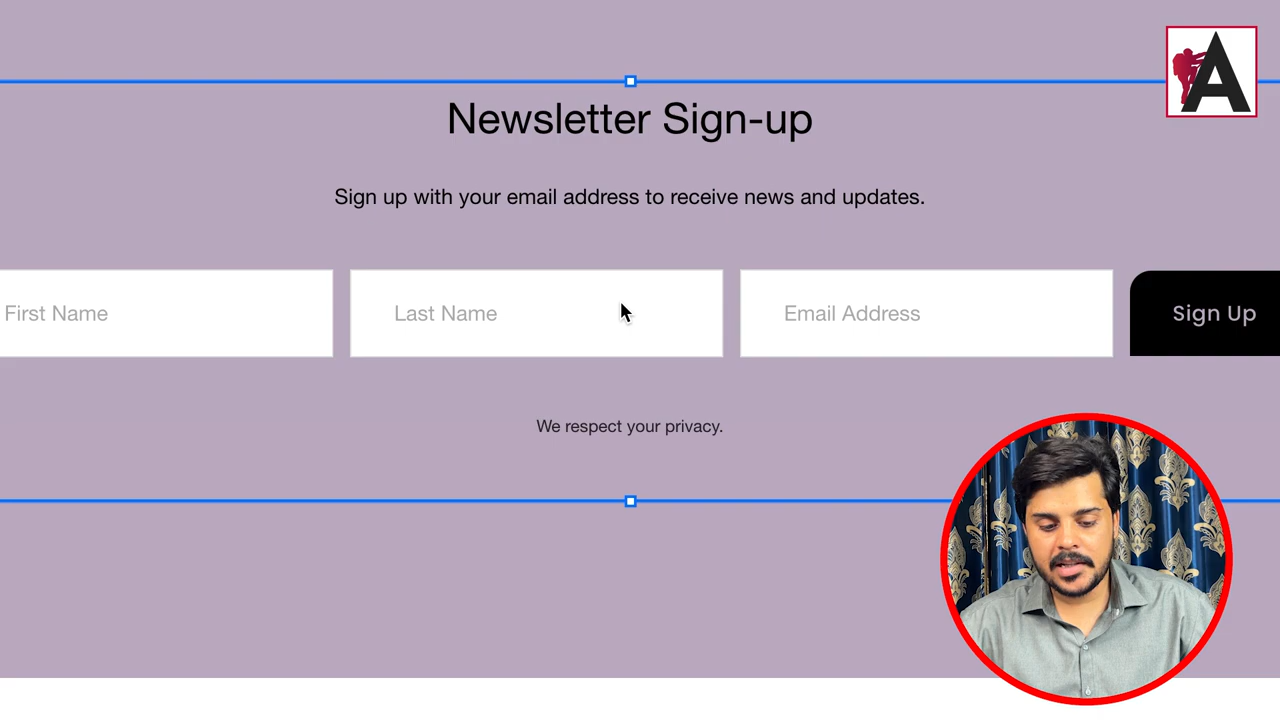 A
Newsletter Sign-up
Sign up with your email address to receive news and updates.
First Name
Last Name
Email Address
Sign Up
We respect your privacy.